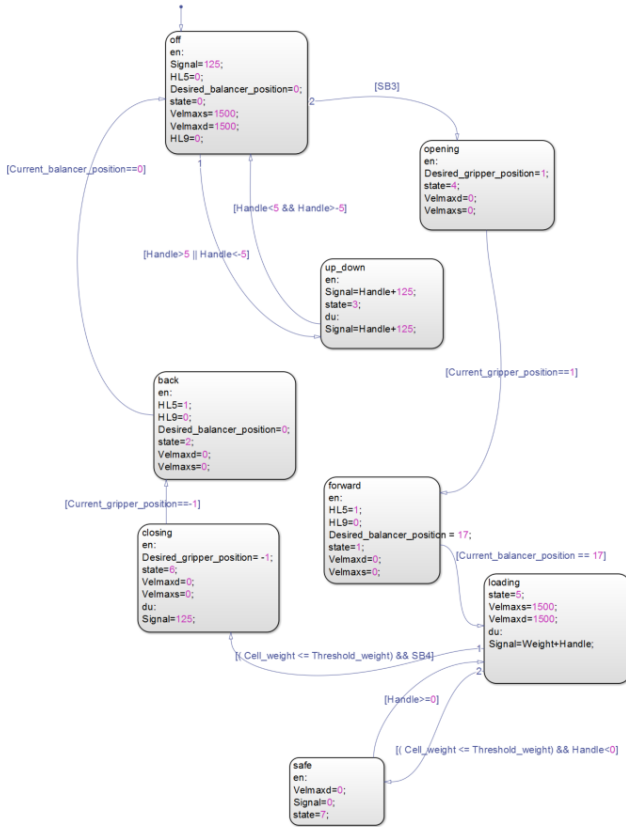 off
en:
Signal=125;
HL5=0;
Desired_balancer_position=0;
state=0;
Velmaxs=1500;
Velmaxd=1500;
HL9=0;
2
[SB3]
1
[Current_balancer_position==0]
opening
en:
Desired_gripper_position=1;
state=4;
Velmaxd=0;
Velmaxs=0;
[Handle<5 && Handle>-5]
[Handle>5 || Handle<-5]
up_down
en:
Signal=Handle+125;
state=3;
du:
Signal=Handle+125;
[Current_gripper_position==1]
back
en:
HL5=1;
HL9=0;
Desired_balancer_position=0;
state=2;
Velmaxd=0;
Velmaxs=0;
[Current_gripper_position==-1]
forward
en:
HL5=1;
HL9=0;
Desired_balancer_position = 17;
state=1;
Velmaxd=0;
Velmaxs=0;
closing
en:
Desired_gripper_position= -1;
state=6;
Velmaxd=0;
Velmaxs=0;
du:
Signal=125;
[Current_balancer_position == 17]
loading
state=5;
Velmaxs=1500;
Velmaxd=1500;
du:
Signal=Weight+Handle;
1
[( Cell_weight <= Threshold_weight) && SB4]
2
[Handle>=0]
[( Cell_weight <= Threshold_weight) && Handle<0]
safe
en:
Velmaxd=0;
Signal=0;
state=7;